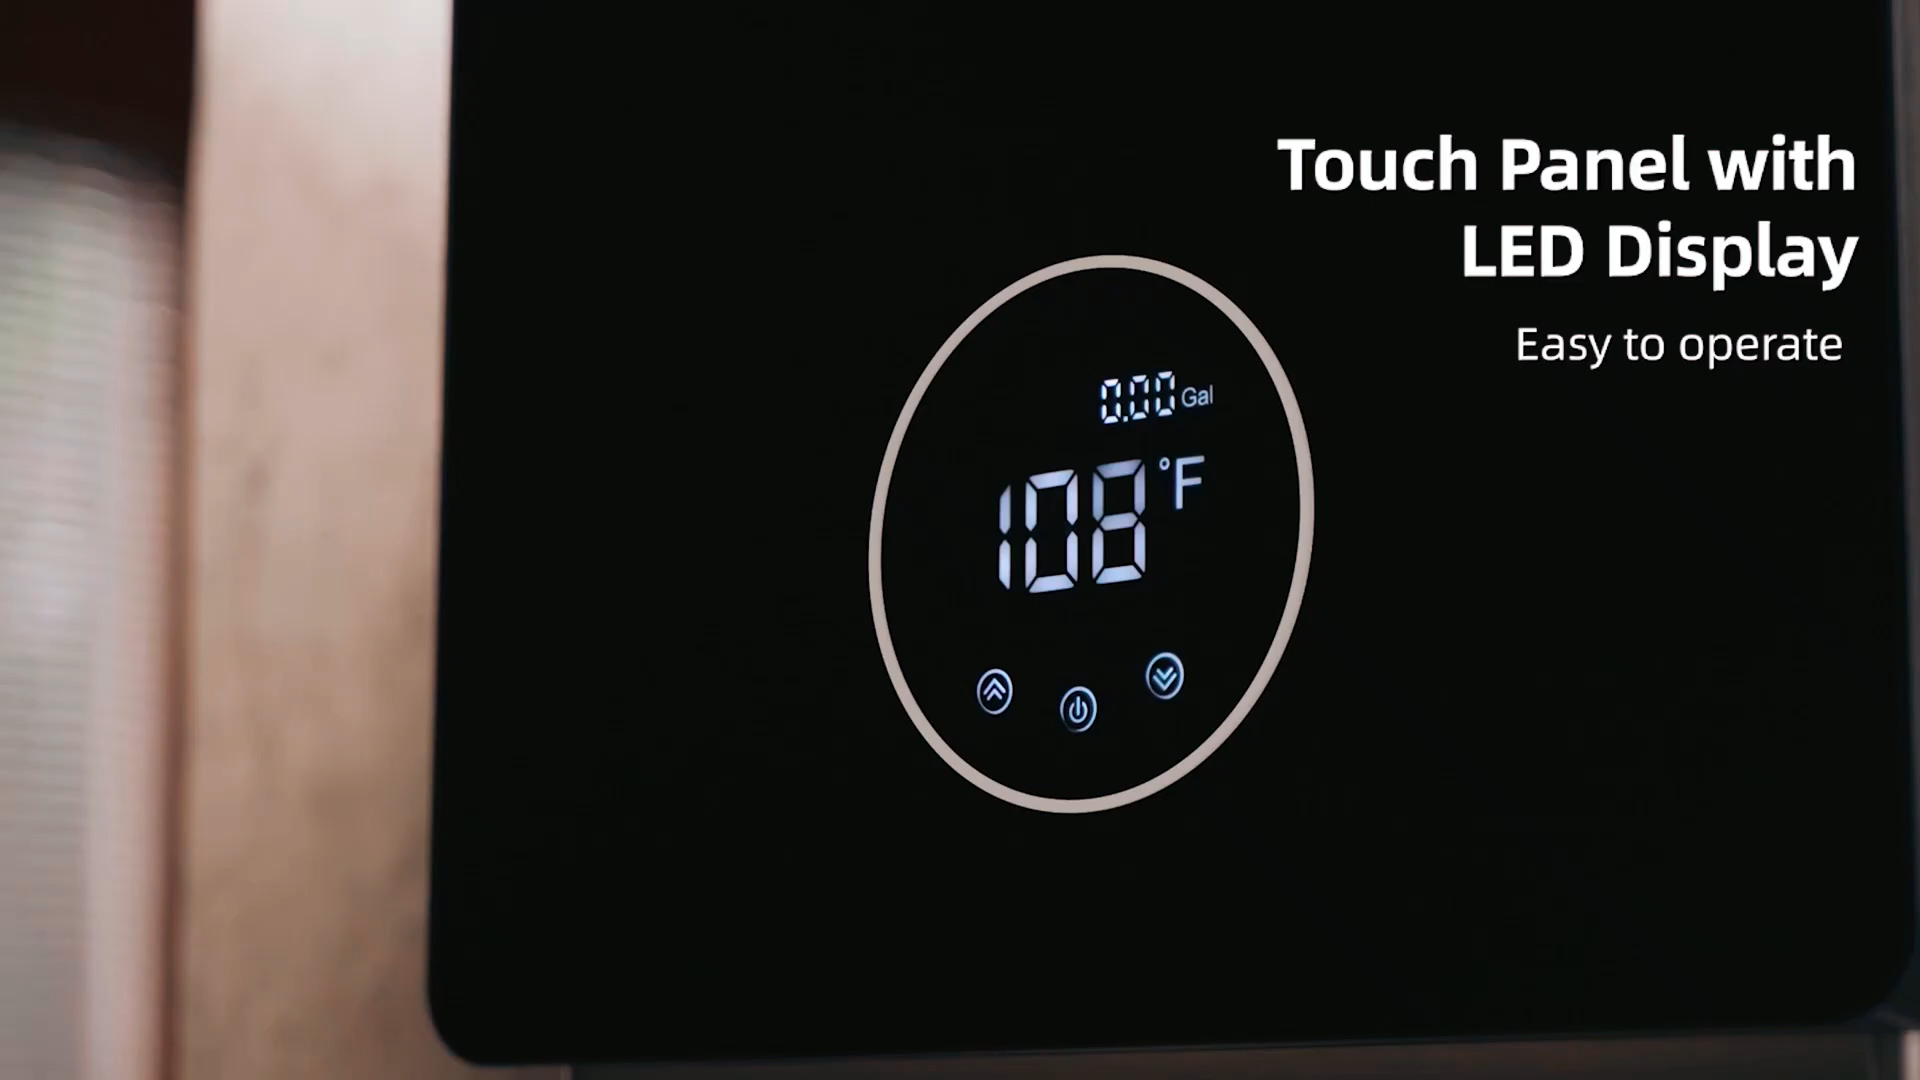 Touch Panel with
LED Display
Easy to operate
0.00 Gal
108 °F